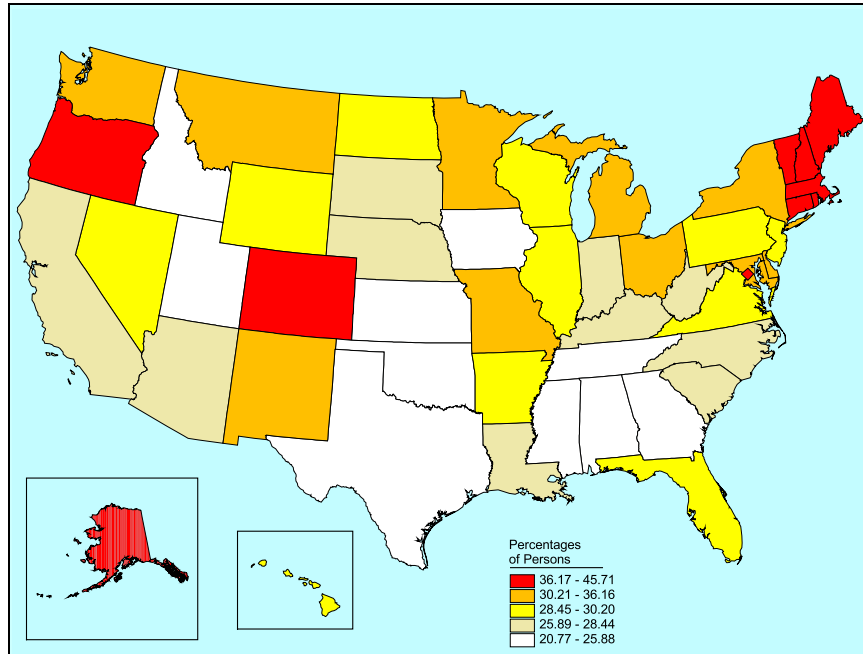 Percentages
of Persons
36.17 - 45.71
30.21 - 36.16
28.45 - 30.20
25.89 - 28.44
20.77 - 25.88